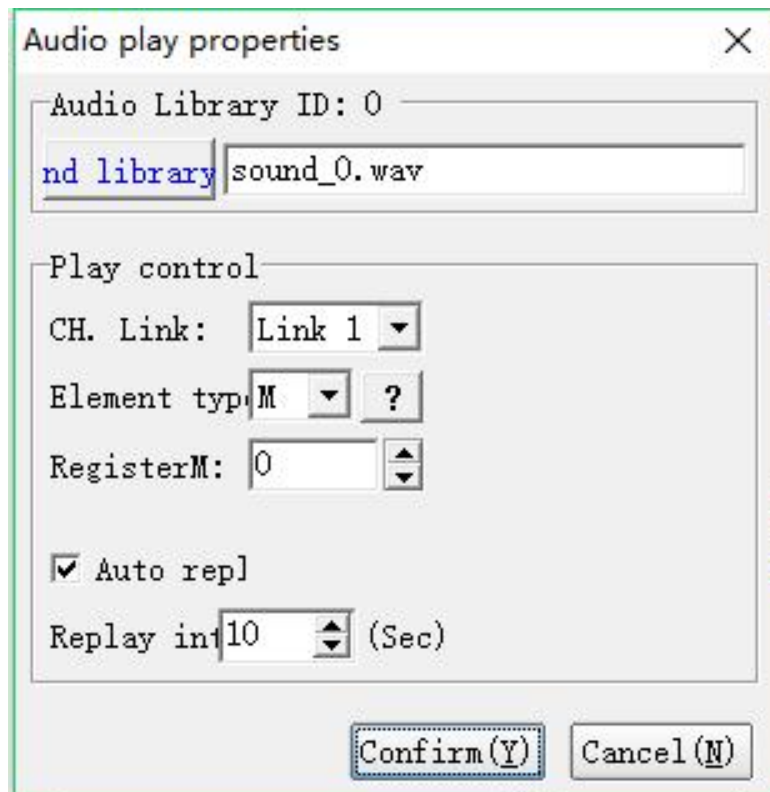 Audio play properties
Audio Library ID: 0
nd library sound_0.wav
Play control
CH. Link: Link 1
Element typ M ?
RegisterM: 0
Auto repl
Replay int 10 (Sec)
Confirm(Y) Cancel(N)